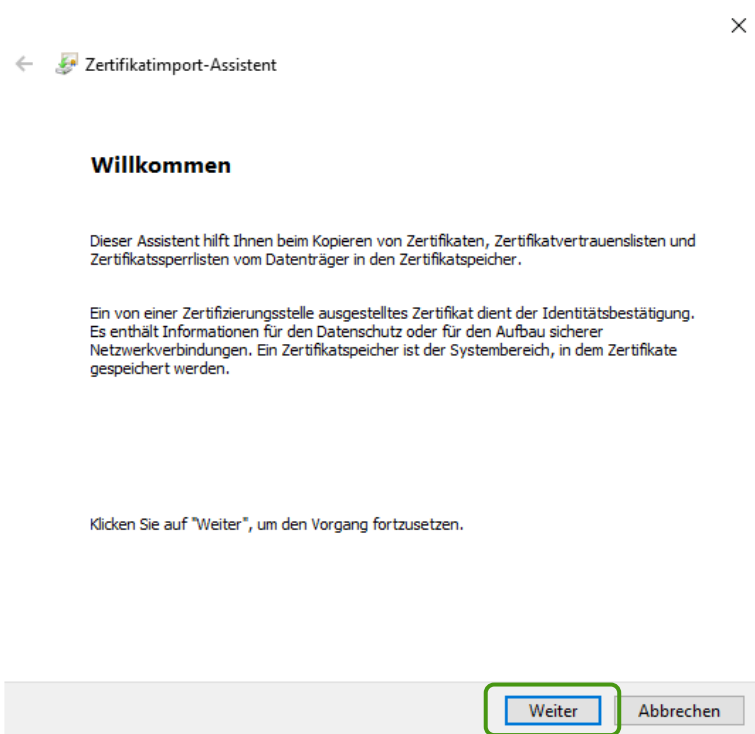 Zertifikatimport-Assistent
Willkommen
Dieser Assistent hilft Ihnen beim Kopieren von Zertifikaten, Zertifikatvertrauenslisten und
Zertifikatssperrlisten vom Datenträger in den Zertifikatspeicher.
Ein von einer Zertifizierungsstelle ausgestelltes Zertifikat dient der Identitätsbestätigung.
Es enthält Informationen für den Datenschutz oder für den Aufbau sicherer
Netzwerkverbindungen. Ein Zertifikatspeicher ist der Systembereich, in dem Zertifikate
gespeichert werden.
Klicken Sie auf "Weiter", um den Vorgang fortzusetzen.
Weiter Abbrechen